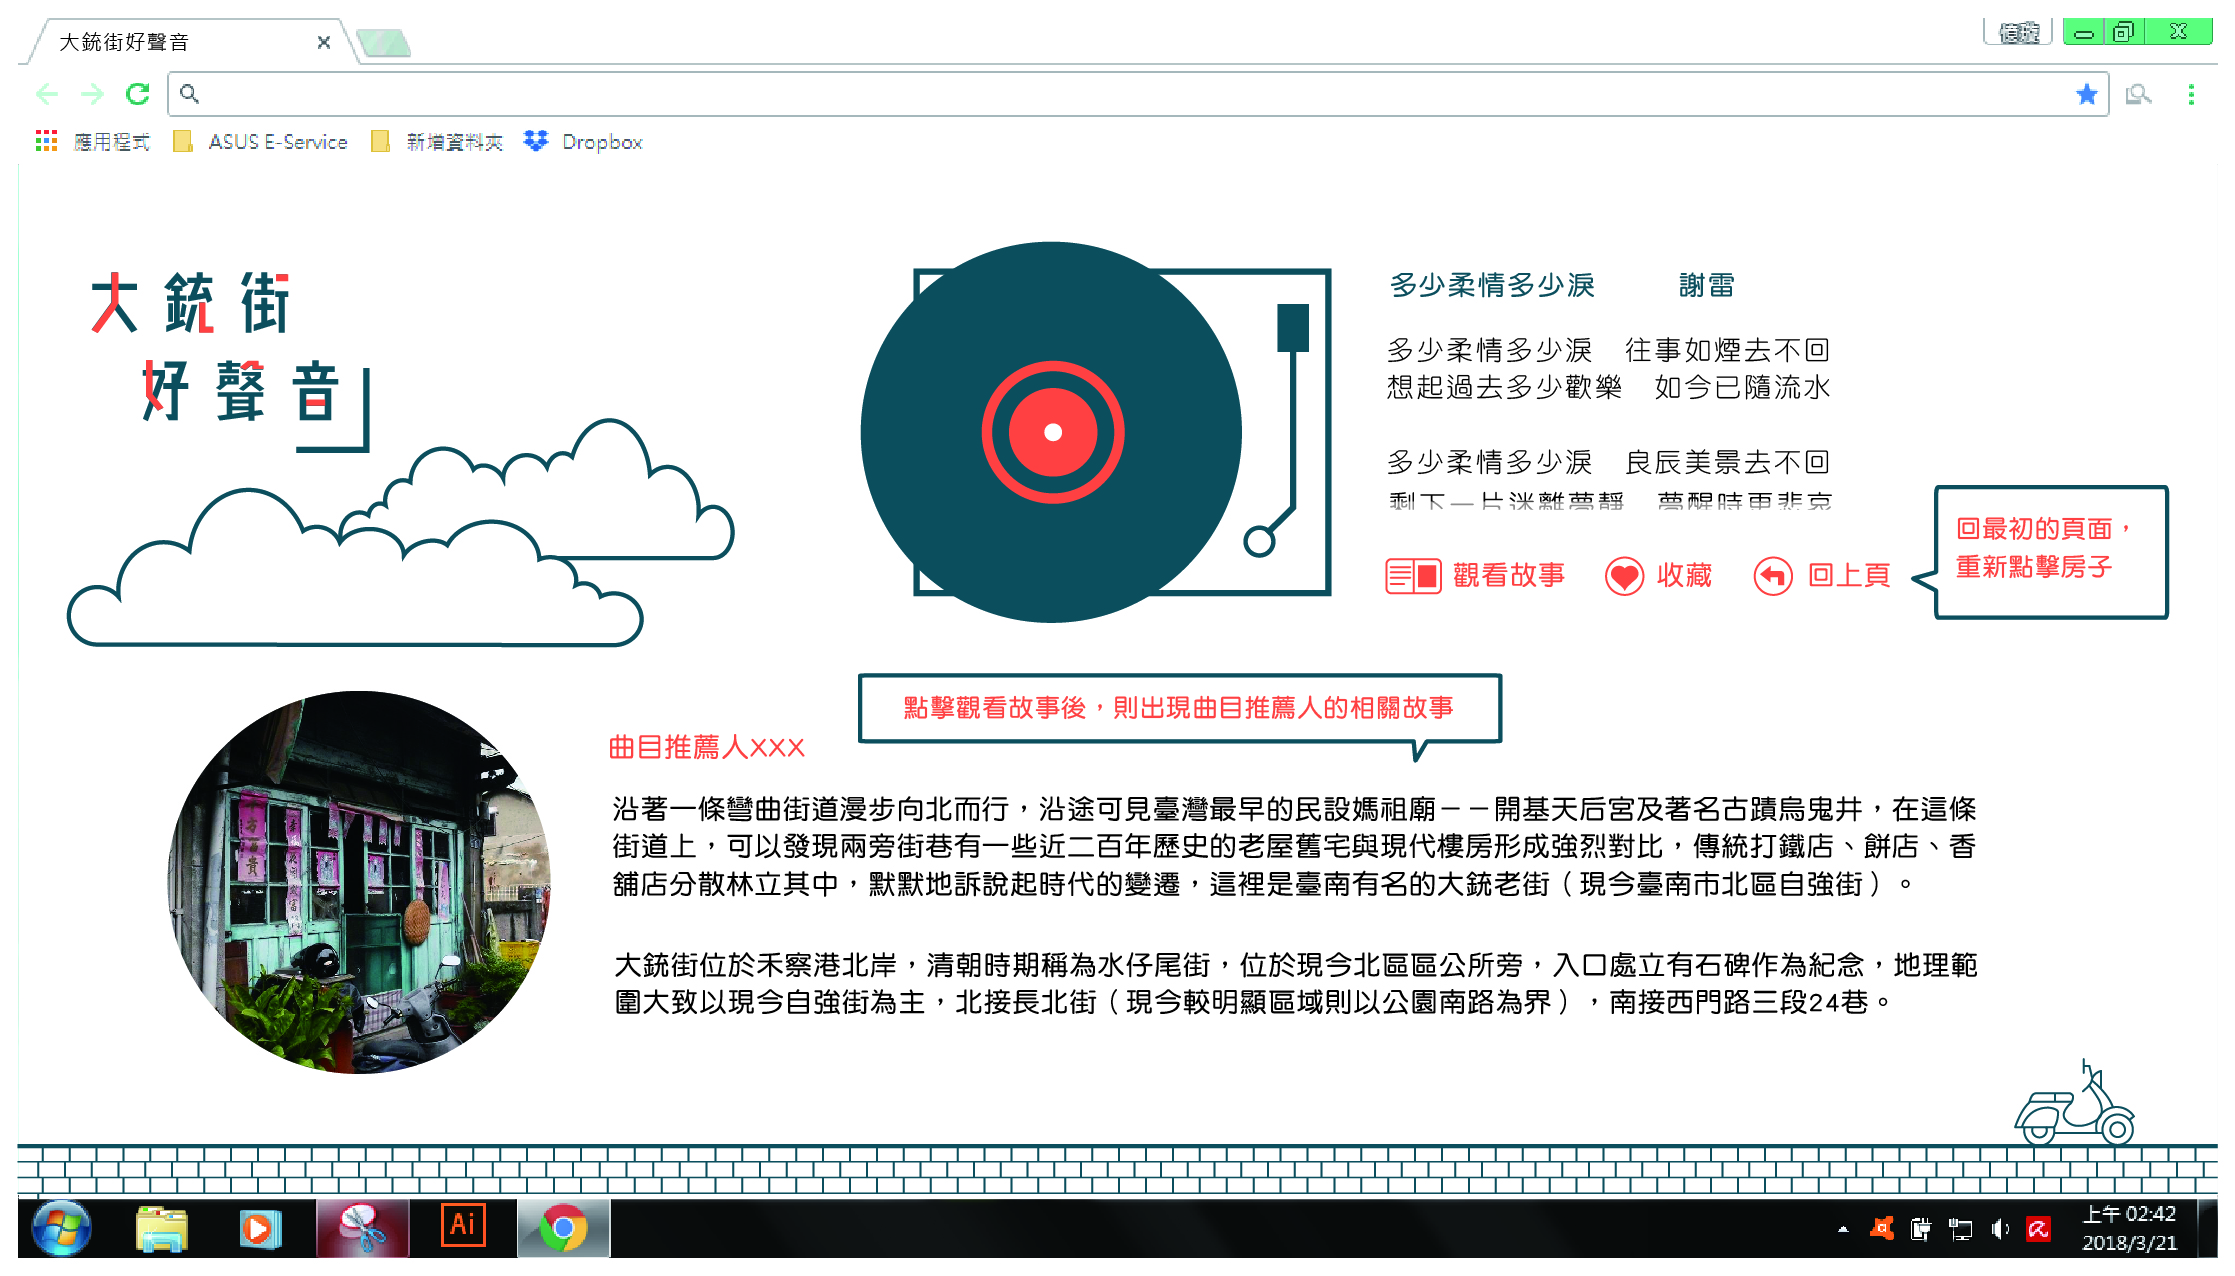 大銃街好聲音
應用程式 ASUS E-Service 新增資料夾 Dropbox
大銃街
好聲音
多少柔情多少淚 謝雷
多少柔情多少淚 往事如煙去不回
想起過去多少歡樂 如今已隨流水
多少柔情多少淚 良辰美景去不回
剩下一片迷離夢靜 夢醒時更悲哀
觀看故事 收藏 回上頁
回最初的頁面，
重新點擊房子
點擊觀看故事後，則出現曲目推薦人的相關故事
曲目推薦人XXX
沿著一條彎曲街道漫步向北而行，沿途可見臺灣最早的民設媽祖廟－－開基天后宮及著名古蹟烏鬼井，在這條
街道上，可以發現兩旁街巷有一些近二百年歷史的老屋舊宅與現代樓房形成強烈對比，傳統打鐵店、餅店、香
舖店分散林立其中，默默地訴說起時代的變遷，這裡是臺南有名的大銃老街（現今臺南市北區自強街）。
大銃街位於禾寮港北岸，清朝時期稱為水仔尾街，位於現今北區區公所旁，入口處立有石碑作為紀念，地理範
圍大致以現今自強街為主，北接長北街（現今較明顯區域則以公園南路為界），南接西門路三段24巷。
Ai
上午 02:42
2018/3/21